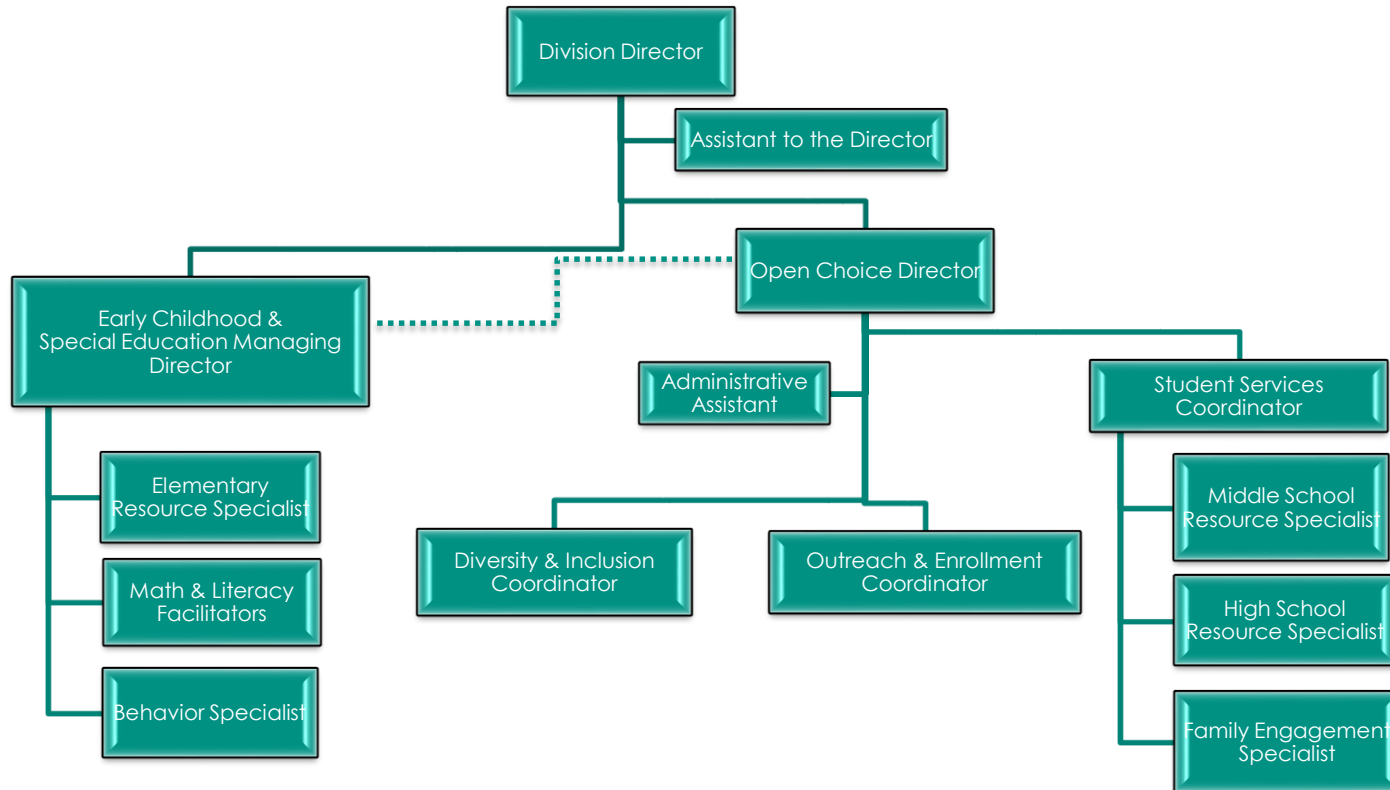 Division Director
Assistant to the Director
Open Choice Director
Early Childhood &
Special Education Managing
Director
Administrative
Assistant
Student Services
Coordinator
Elementary
Resource Specialist
Middle School
Resource Specialist
Diversity & Inclusion
Coordinator
Outreach & Enrollment
Coordinator
Math & Literacy
Facilitators
High School
Resource Specialist
Behavior Specialist
Family Engagement
Specialist